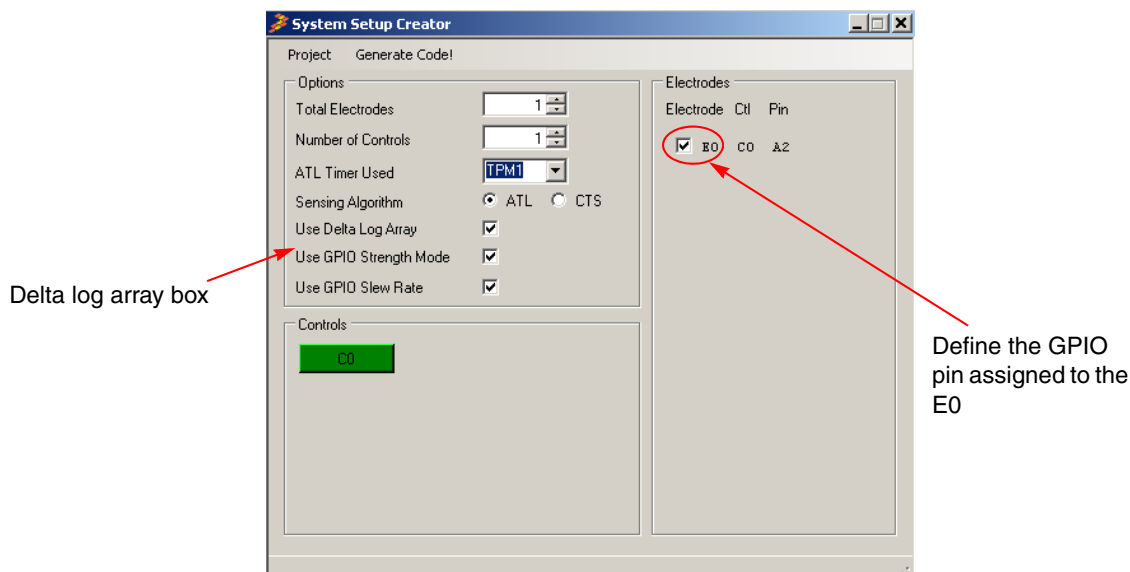 System Setup Creator
Project Generate Code!
Options
Total Electrodes 1
Number of Controls 1
ATL Timer Used TPM1
Sensing Algorithm ATL CTS
Use Delta Log Array
Use GPIO Strength Mode
Use GPIO Slew Rate
Controls
C0
Electrodes
Electrode Ctl Pin
E0 C0 A2
Delta log array box
Define the GPIO
pin assigned to the
E0